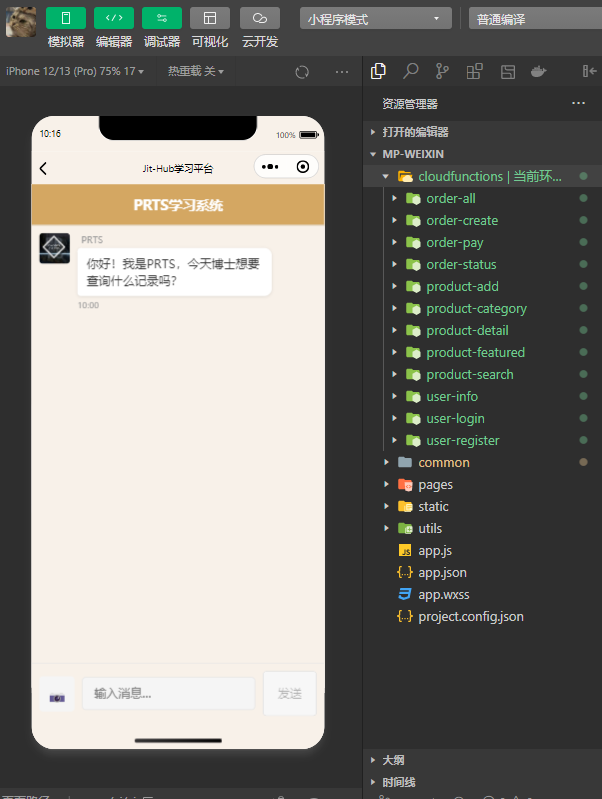 小程序模式
普通编译
模拟器
编辑器
调试器
可视化
云开发
iPhone 12/13 (Pro) 75% 17
热重载 关
10:16
100%
Jit-Hub学习平台
PRTS学习系统
PRTS
你好！我是PRTS，今天博士想要
查询什么记录吗？
10:00
输入消息...
发送
资源管理器
打开的编辑器
MP-WEIXIN
cloudfunctions | 当前环...
order-all
order-create
order-pay
order-status
product-add
product-category
product-detail
product-featured
product-search
user-info
user-login
user-register
common
pages
static
utils
app.js
app.json
app.wxss
project.config.json
大纲
时间线